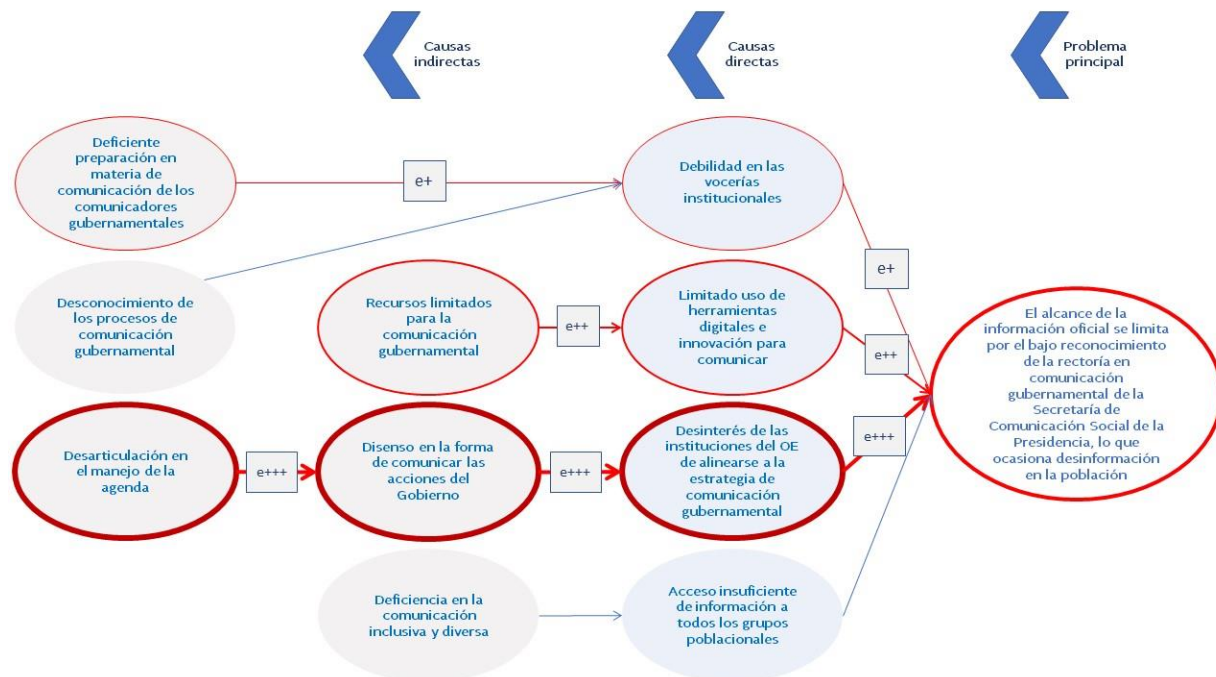 Causas
indirectas
Causas
directas
Problema
principal
Deficiente
preparación en
materia de
comunicación de los
comunicadores
gubernamentales
e+
Debilidad en las
vocerías
institucionales
e+
Desconocimiento de
los procesos de
comunicación
gubernamental
Recursos limitados
para la
comunicación
gubernamental
e++
Limitado uso de
herramientas
digitales e
innovación para
comunicar
e++
El alcance de la
información oficial se limita
por el bajo reconocimiento
de la rectoría en
comunicación
gubernamental de la
Secretaría de
Comunicación Social de la
Presidencia, lo que
ocasiona desinformación
en la población
Desarticulación en
el manejo de la
agenda
e+++
Disenso en la forma
de comunicar las
acciones del
Gobierno
e+++
Desinterés de las
instituciones del OE
de alinearse a la
estrategia de
comunicación
gubernamental
e+++
Deficiencia en la
comunicación
inclusiva y diversa
Acceso insuficiente
de información a
todos los grupos
poblacionales